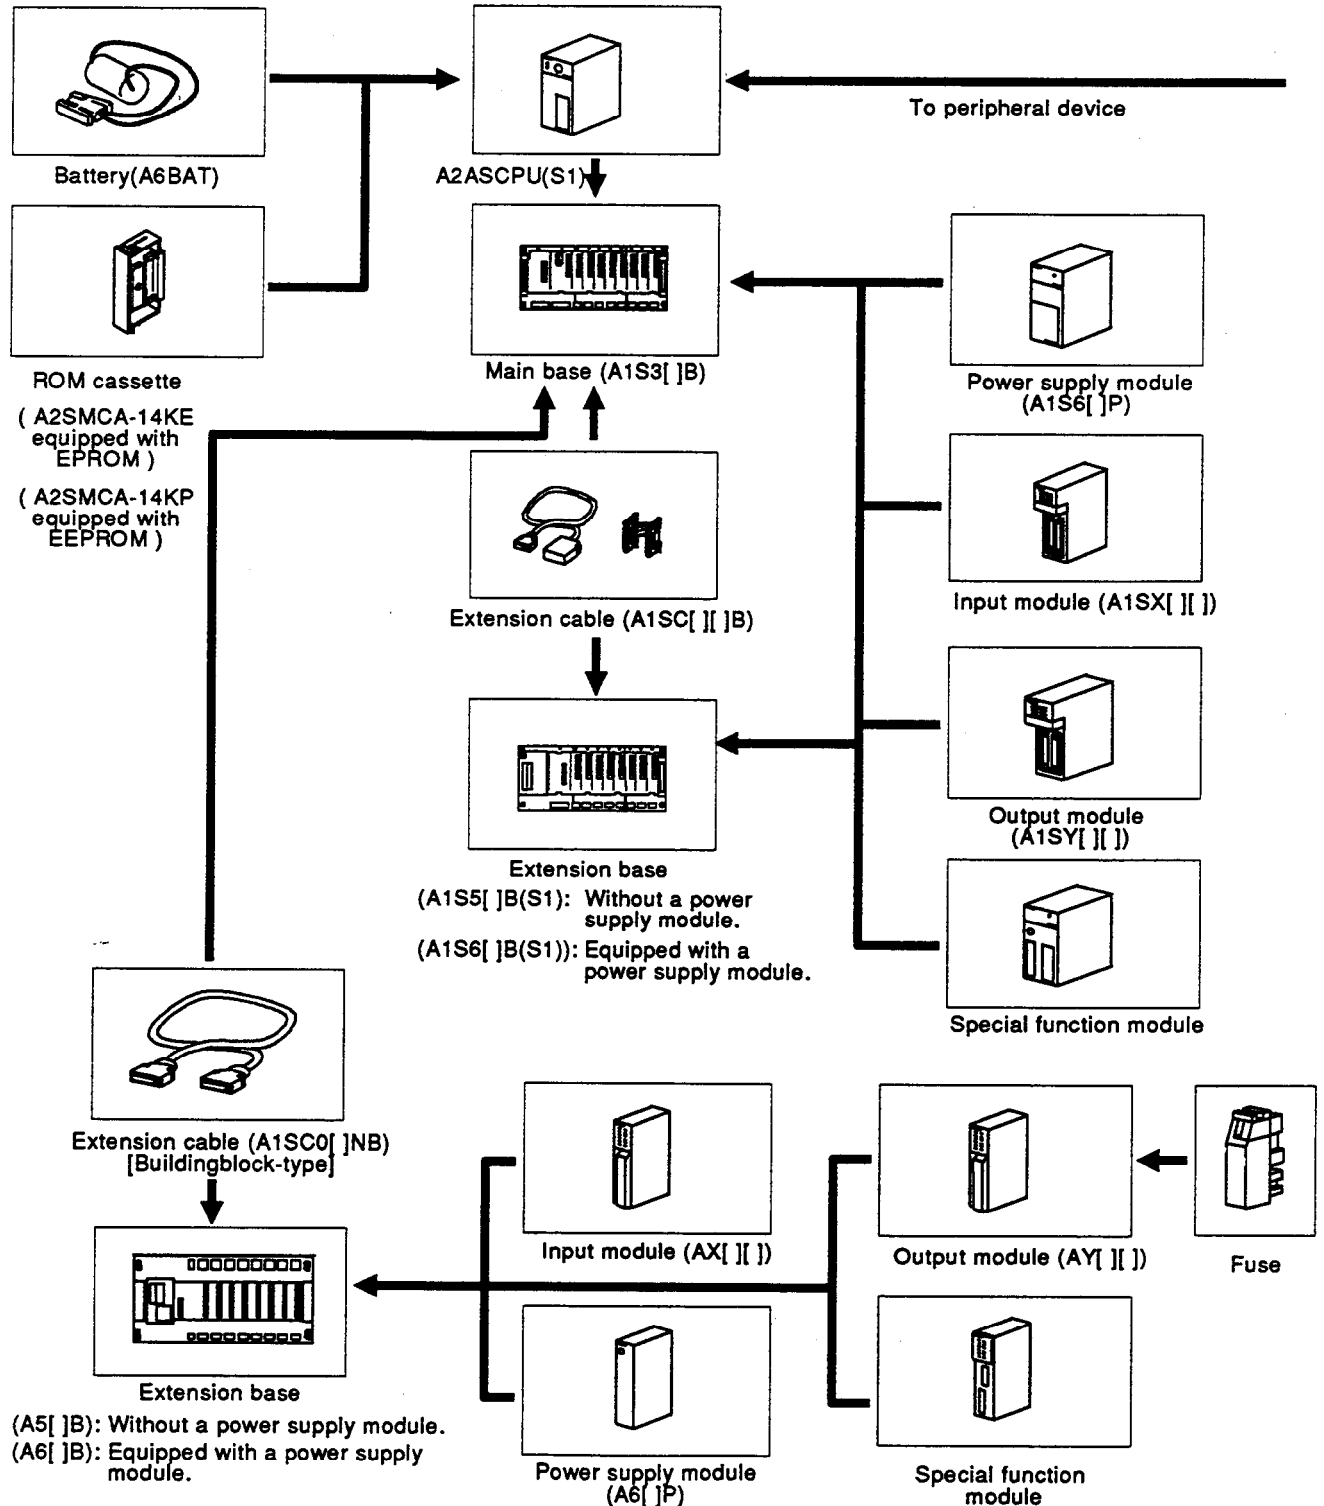 To peripheral device
Battery(A6BAT)
A2ASCPU(S1)
ROM cassette
( A2SMCA-14KE
equipped with
EPROM )
( A2SMCA-14KP
equipped with
EEPROM )
Main base (A1S3[ ]B)
Power supply module
(A1S6[ ]P)
Input module (A1SX[ ][ ])
Extension cable (A1SC[ ][ ]B)
Output module
(A1SY[ ][ ])
Extension base
(A1S5[ ]B(S1): Without a power
supply module.
(A1S6[ ]B(S1)): Equipped with a
power supply module.
Special function module
Extension cable (A1SC0[ ]NB)
[Buildingblock-type]
Input module (AX[ ][ ])
Output module (AY[ ][ ])
Fuse
Extension base
(A5[ ]B): Without a power supply module.
(A6[ ]B): Equipped with a power supply
module.
Power supply module
(A6[ ]P)
Special function
module